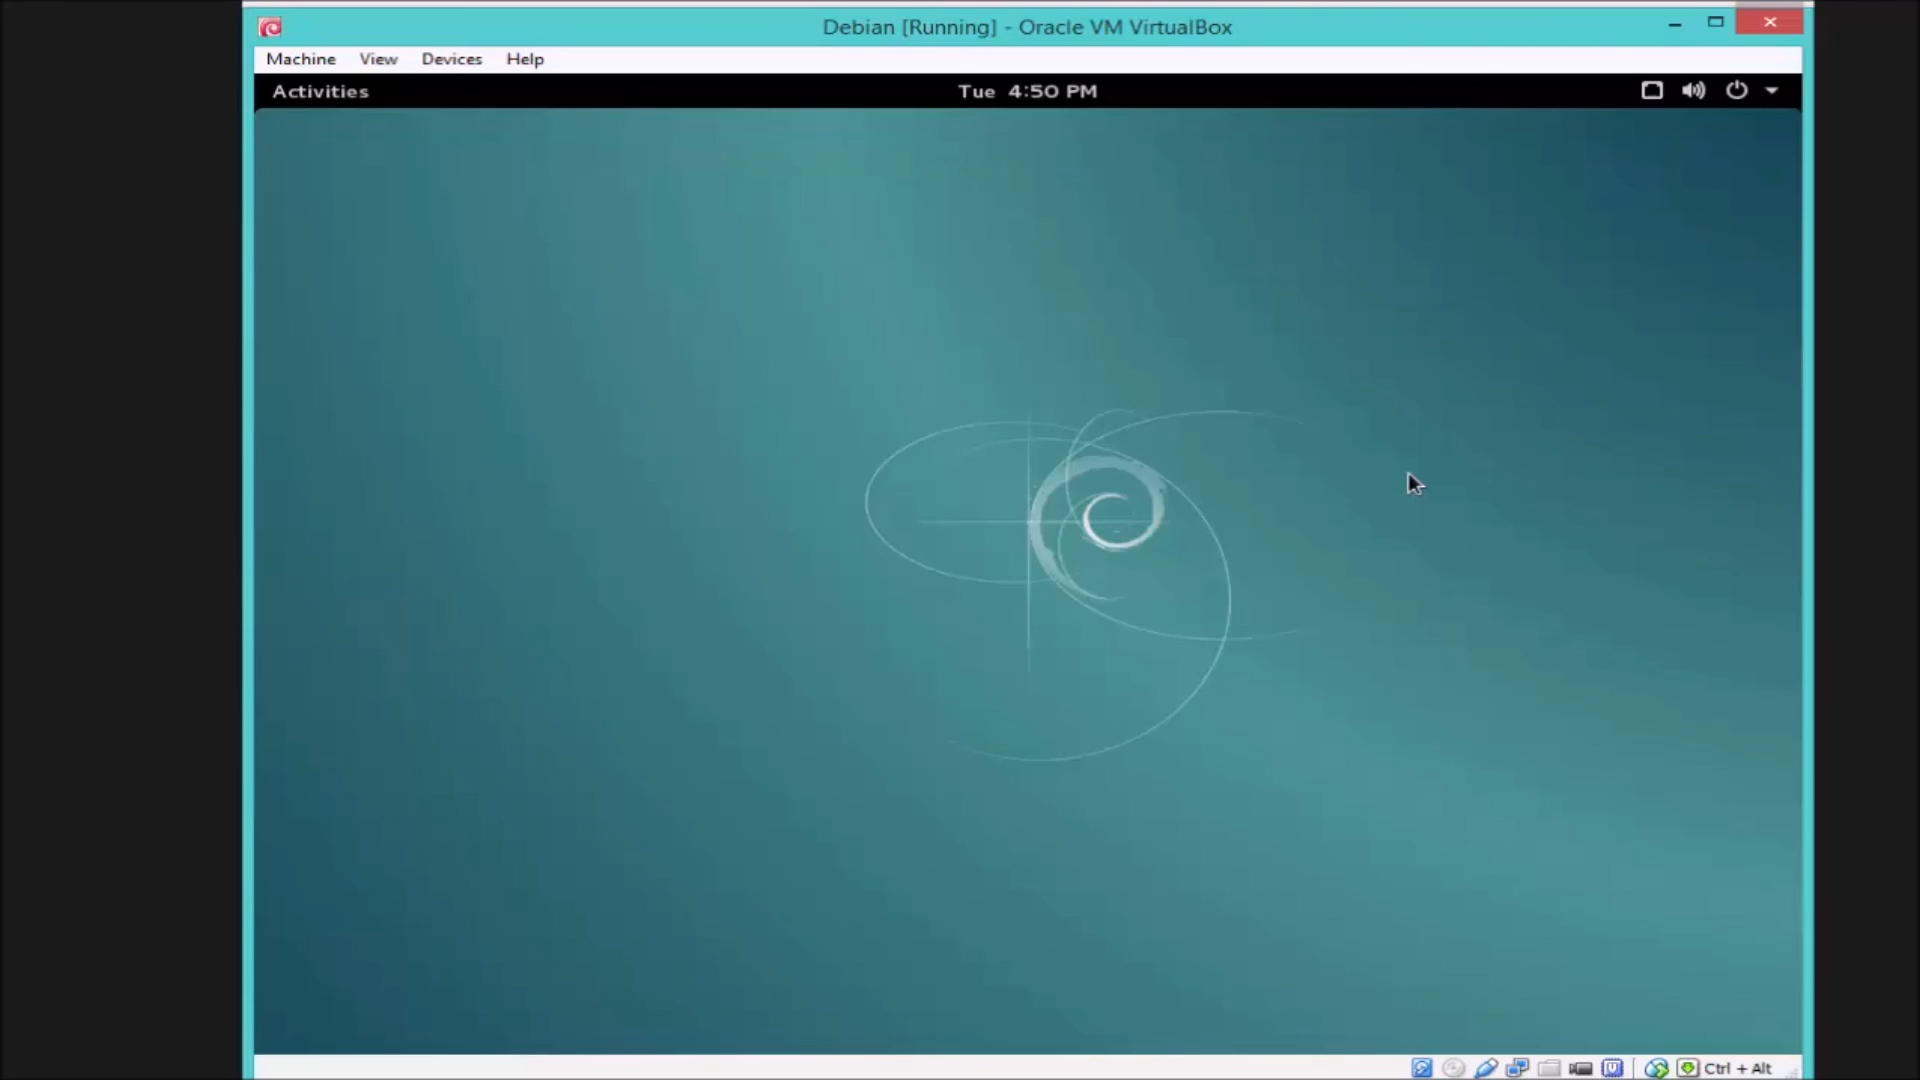 Debian [Running] - Oracle VM VirtualBox
Machine View Devices Help
Activities Tue 4:50 PM
Ctrl + Alt